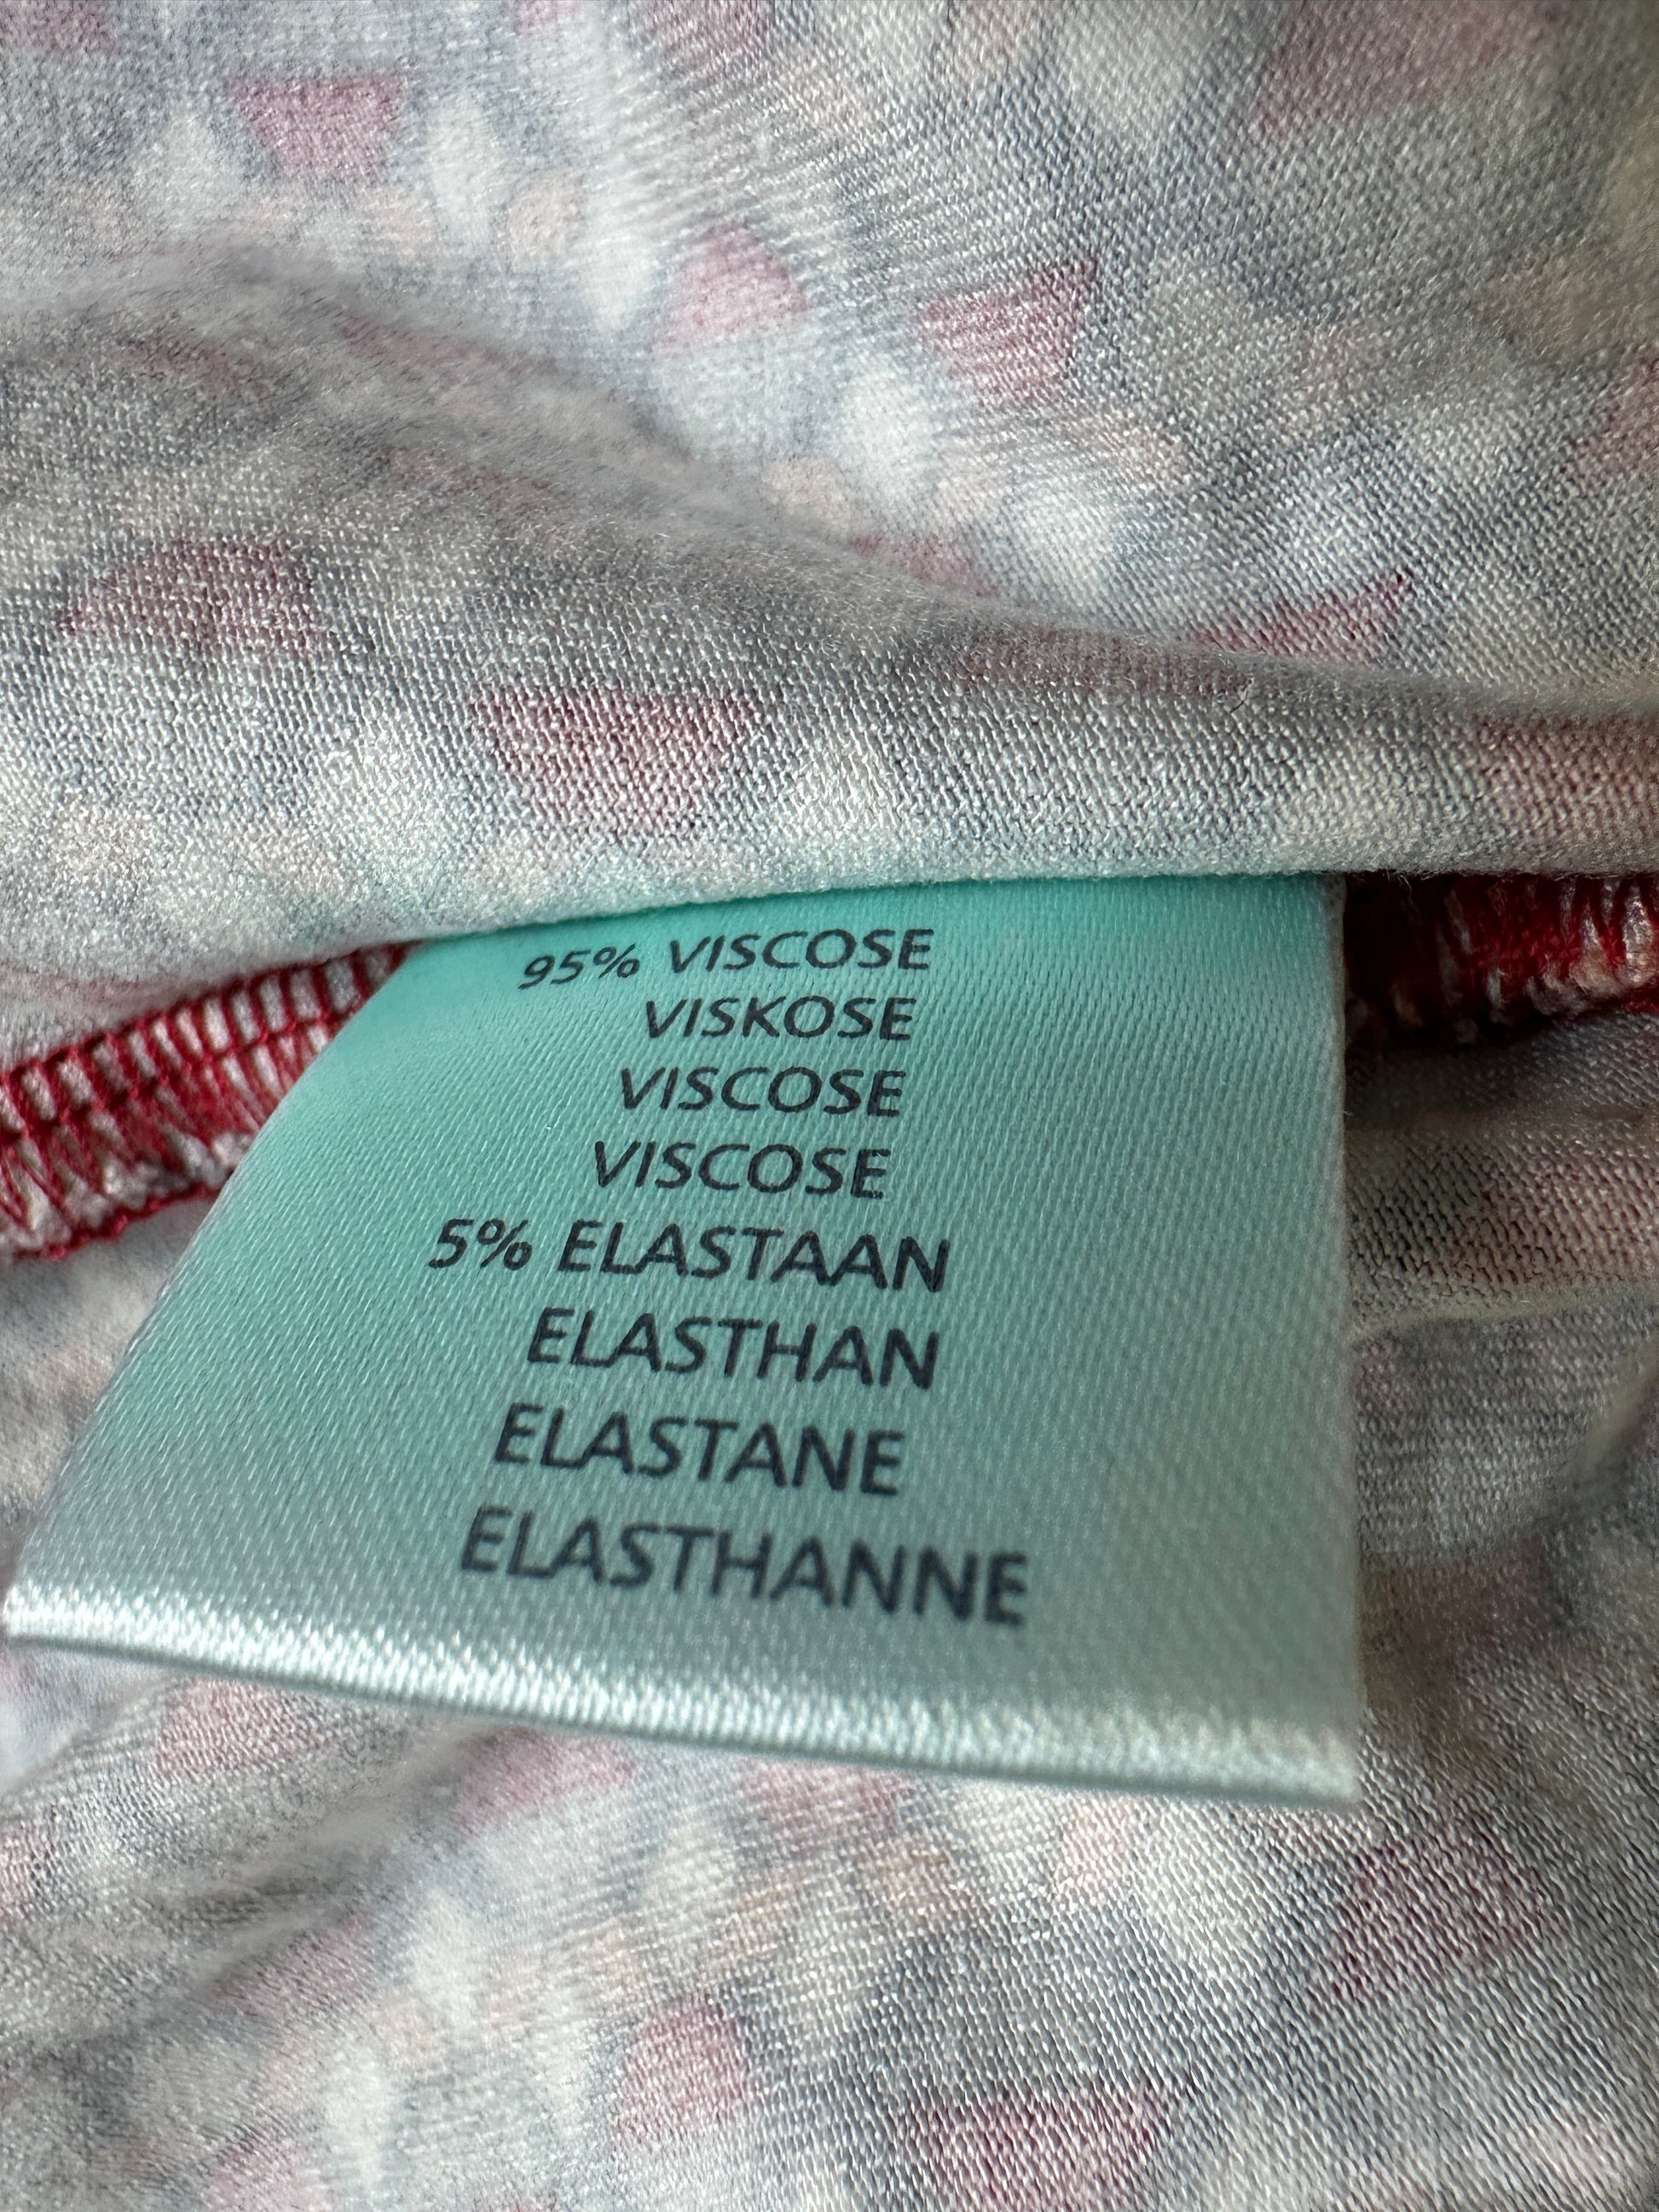 95% VISCOSE
VISKOSE
VISCOSE
VISCOSE
5% ELASTAAN
ELASTHAN
ELASTANE
ELASTHANNE